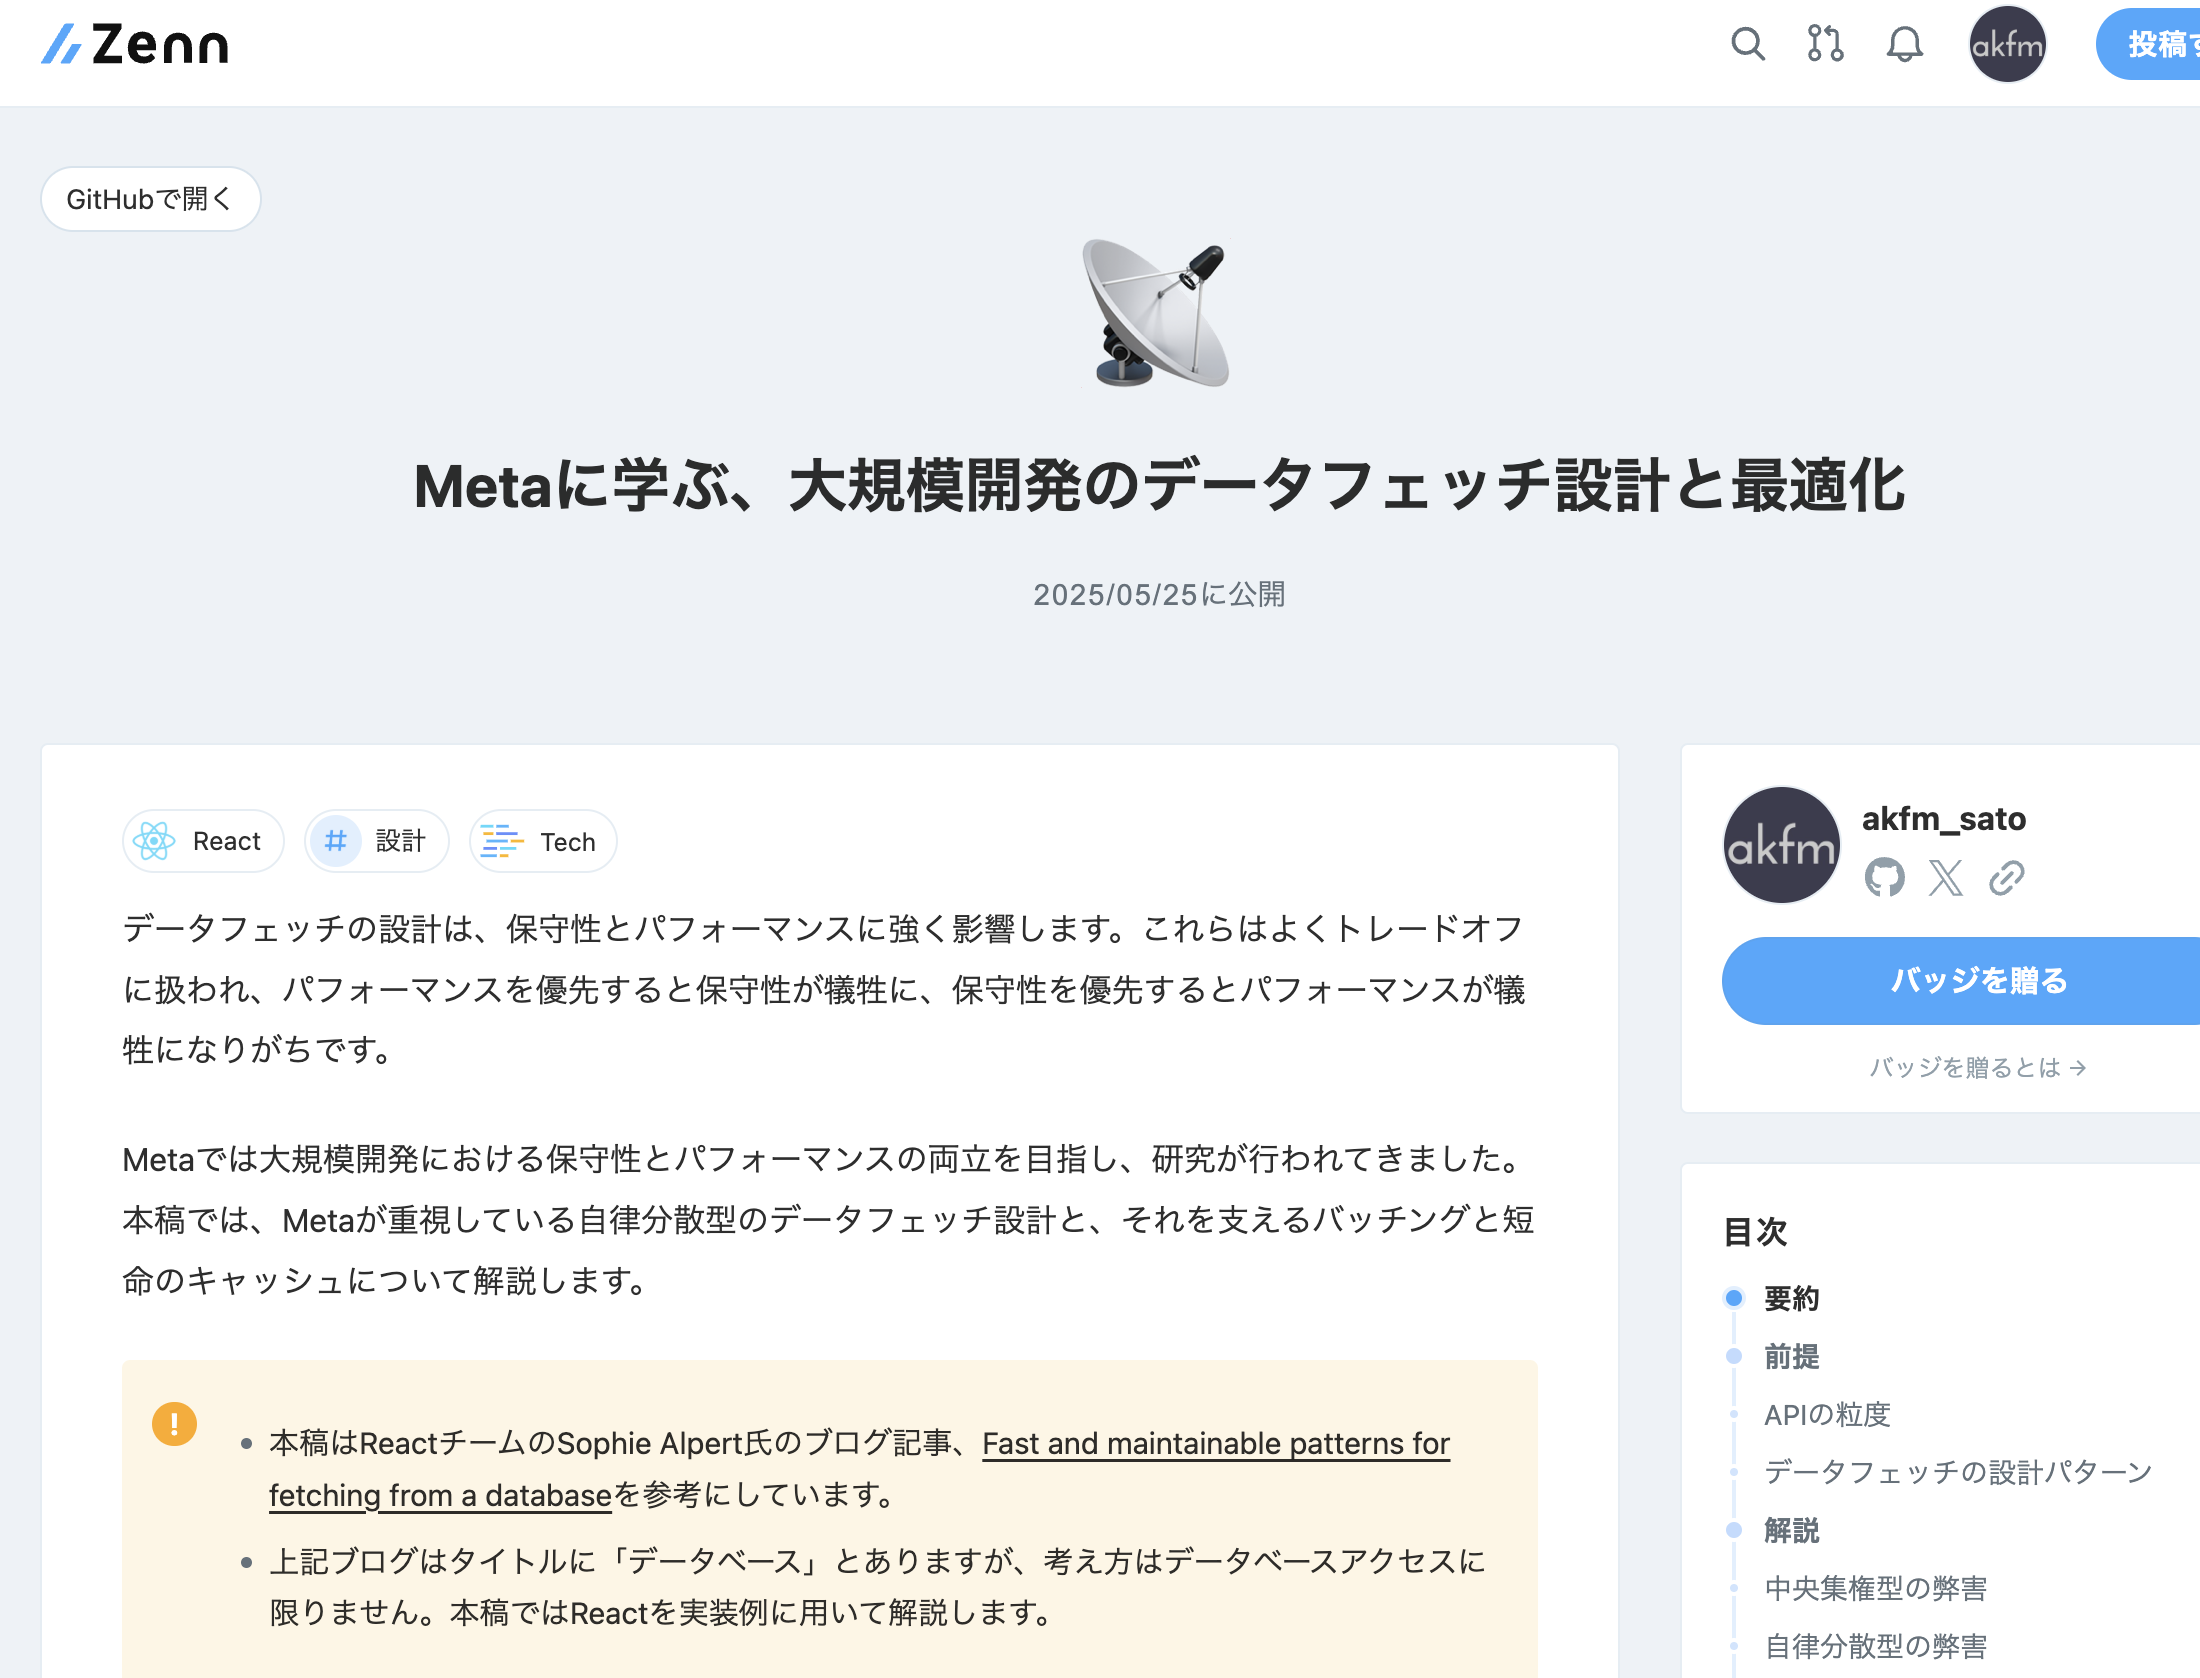 Zenn
akfm
投稿
GitHubで開く
Metaに学ぶ、大規模開発のデータフェッチ設計と最適化
2025/05/25に公開
React
# 設計
Tech
データフェッチの設計は、保守性とパフォーマンスに強く影響します。これらはよくトレードオフ
に扱われ、パフォーマンスを優先すると保守性が犠牲に、保守性を優先するとパフォーマンスが犠
牲になりがちです。
Metaでは大規模開発における保守性とパフォーマンスの両立を目指し、研究が行われてきました。
本稿では、Metaが重視している自律分散型のデータフェッチ設計と、それを支えるバッチングと短
命のキャッシュについて解説します。
本稿はReactチームのSophie Alpert氏のブログ記事、Fast and maintainable patterns for
fetching from a databaseを参考にしています。
上記ブログはタイトルに「データベース」とありますが、考え方はデータベースアクセスに
限りません。本稿ではReactを実装例に用いて解説します。
akfm
akfm_sato
バッジを贈る
バッジを贈るとは →
目次
要約
前提
APIの粒度
データフェッチの設計パターン
解説
中央集権型の弊害
自律分散型の弊害